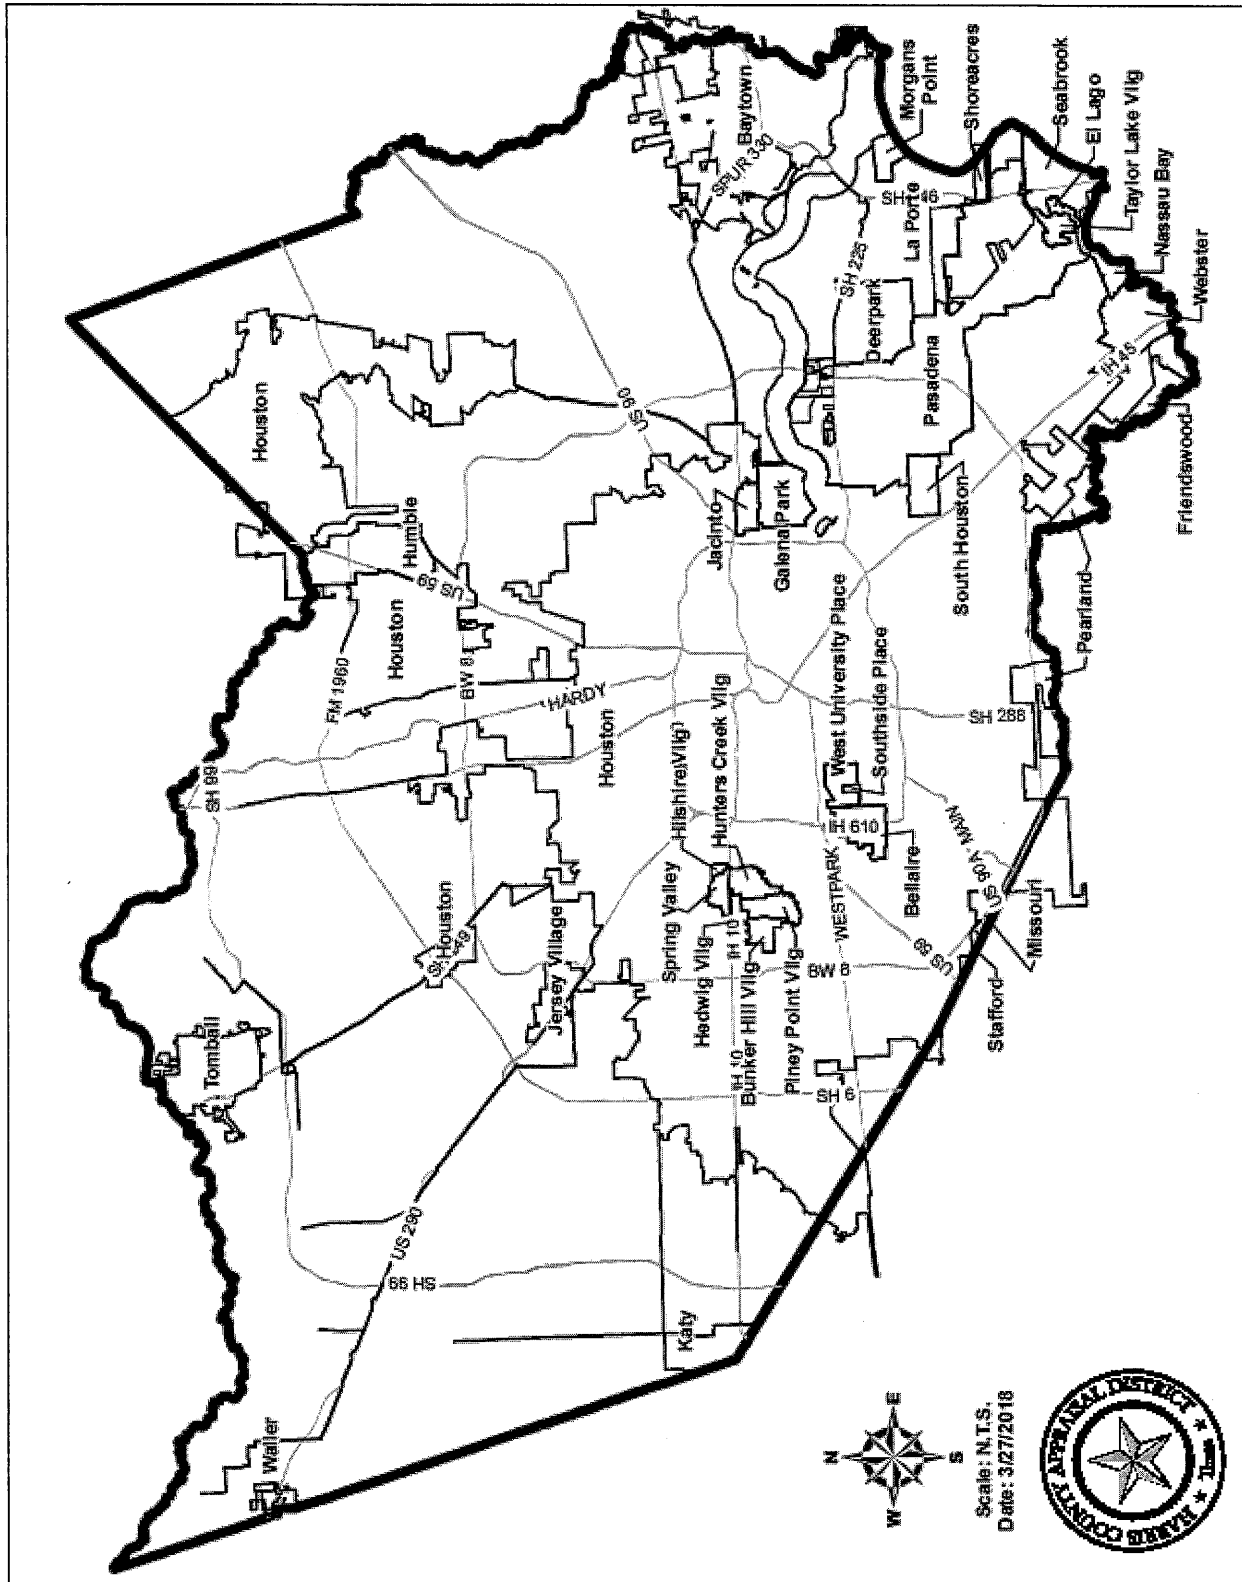 Houston
Humble
US 59
Houston
FM 1960
BW 8
HARDY
Houston
SH 99
Houston
Tomball
Jersey Village
US 290
SH 99
Waller
Katy
US 90
Jacinto
Galena Park
Baytown
SPUR 330
Morgans
Point
Shoreacres
Seabrook
El Lago
Taylor Lake Vllg
Nassau Bay
Webster
La Porte
SH 225
Deerpark
Pasadena
IH 45
Friendswood
South Houston
Pearland
West University Place
Southside Place
SH 288
Hilshire Vllg
Hunters Creek Vllg
Spring Valley
Hedwig Vllg
IH 10
Bunker Hill Vllg
Piney Point Vllg
IH 10
WESTPARK
IH 610
Bellaire
US 90A MAIN
US 59
BW 8
SH 6
Missouri
Stafford
N
W
E
S
Scale: N.T.S.
Date: 3/27/2018
HARRIS COUNTY APPRAISAL DISTRICT
Texas